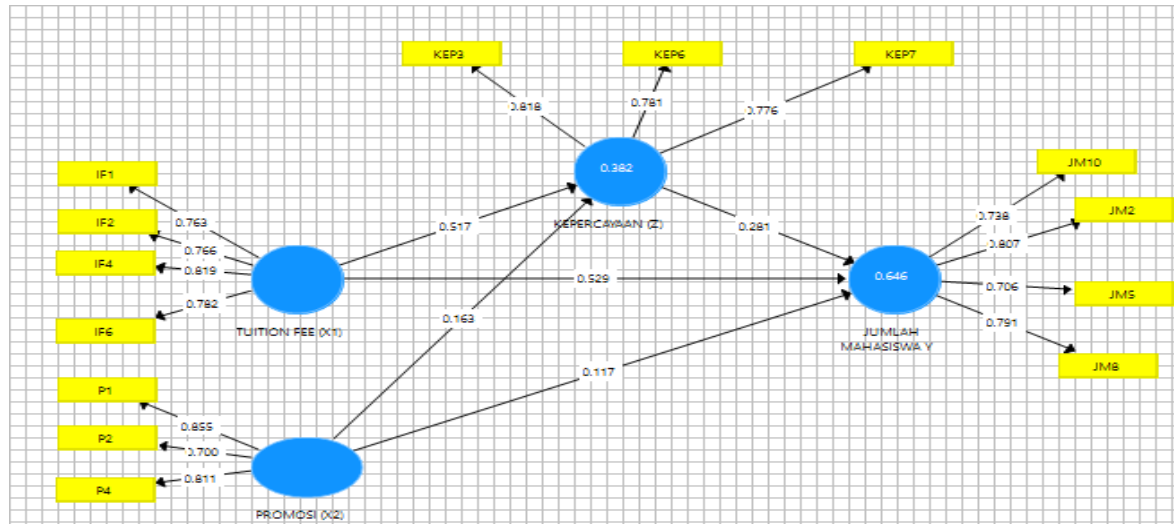 KEP3
KEP6
KEP7
0.818
0.781
0.776
0.382
KEPERCAYAAN (Z)
IF1
IF2
IF4
IF6
0.763
0.766
0.819
0.782
TUITION FEE (X1)
0.517
0.281
0.529
0.163
0.117
JM10
JM2
JM5
JM8
0.738
0.807
0.706
0.791
0.646
JUMLAH
MAHASISWA Y
P1
P2
P4
0.855
0.700
0.811
PROMOSI (X2)